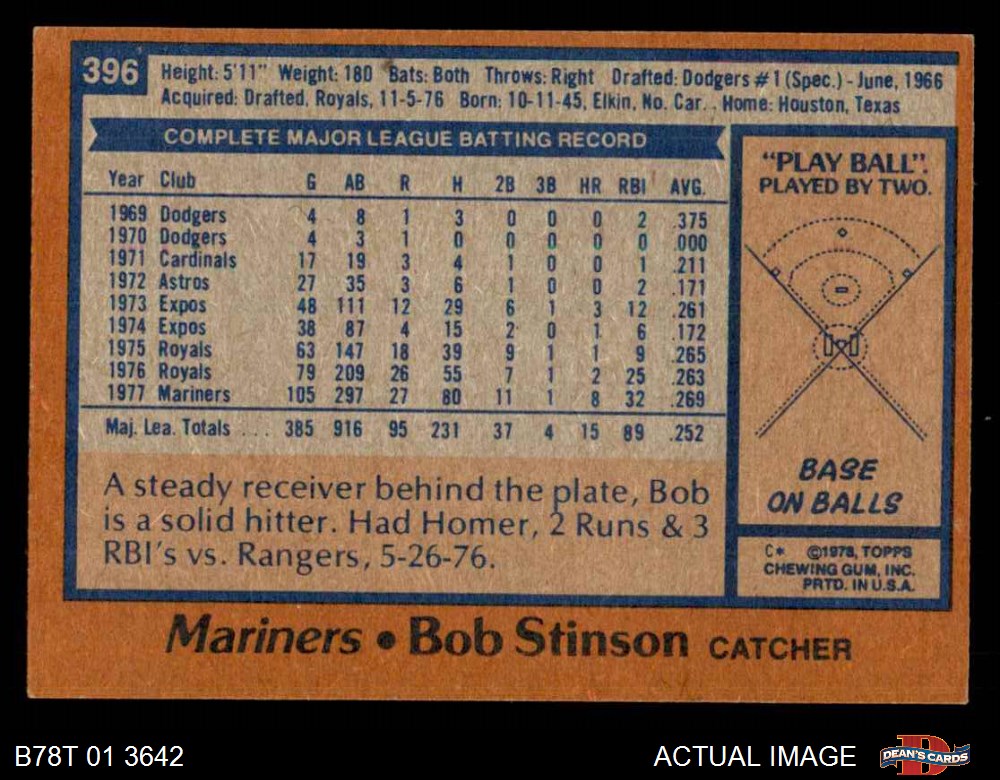 396
Height: 5'11" Weight: 180 Bats: Both Throws: Right Drafted: Dodgers #1 (Spec.) - June, 1966
Acquired: Drafted, Royals, 11-5-76 Born: 10-11-45, Elkin, No. Car., Home: Houston, Texas
COMPLETE MAJOR LEAGUE BATTING RECORD
Year Club G AB R H 2B 3B HR RBI AVG.
1969 Dodgers 4 8 1 3 0 0 0 2 .375
1970 Dodgers 4 3 1 0 0 0 0 0 .000
1971 Cardinals 17 19 3 4 1 0 0 1 .211
1972 Astros 27 35 3 6 1 0 0 2 .171
1973 Expos 48 111 12 29 6 1 3 12 .261
1974 Expos 38 87 4 15 2 0 1 6 .172
1975 Royals 63 147 18 39 9 1 1 9 .265
1976 Royals 79 209 26 55 7 1 2 25 .263
1977 Mariners 105 297 27 80 11 1 8 32 .269
Maj. Lea. Totals ... 385 916 95 231 37 4 15 89 .252
A steady receiver behind the plate, Bob
is a solid hitter. Had Homer, 2 Runs & 3
RBI's vs. Rangers, 5-26-76.
"PLAY BALL".
PLAYED BY TWO.
BASE
ON BALLS
C* ©1978, TOPPS
CHEWING GUM, INC.
PRTD. IN U.S.A.
Mariners • Bob Stinson CATCHER
B78T 01 3642
ACTUAL IMAGE
DEAN'S CARDS